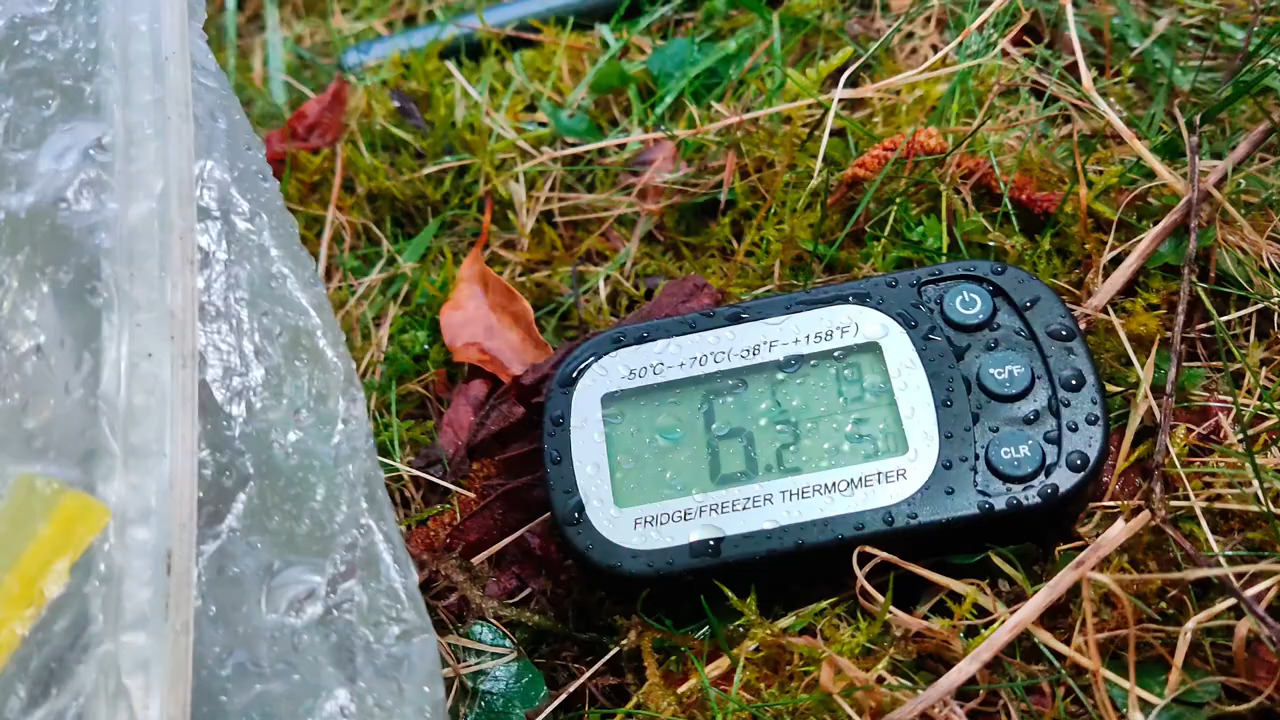 -50°C~+70°C(-58°F~+158°F)
6.2
FRIDGE/FREEZER THERMOMETER
°C/°F
CLR